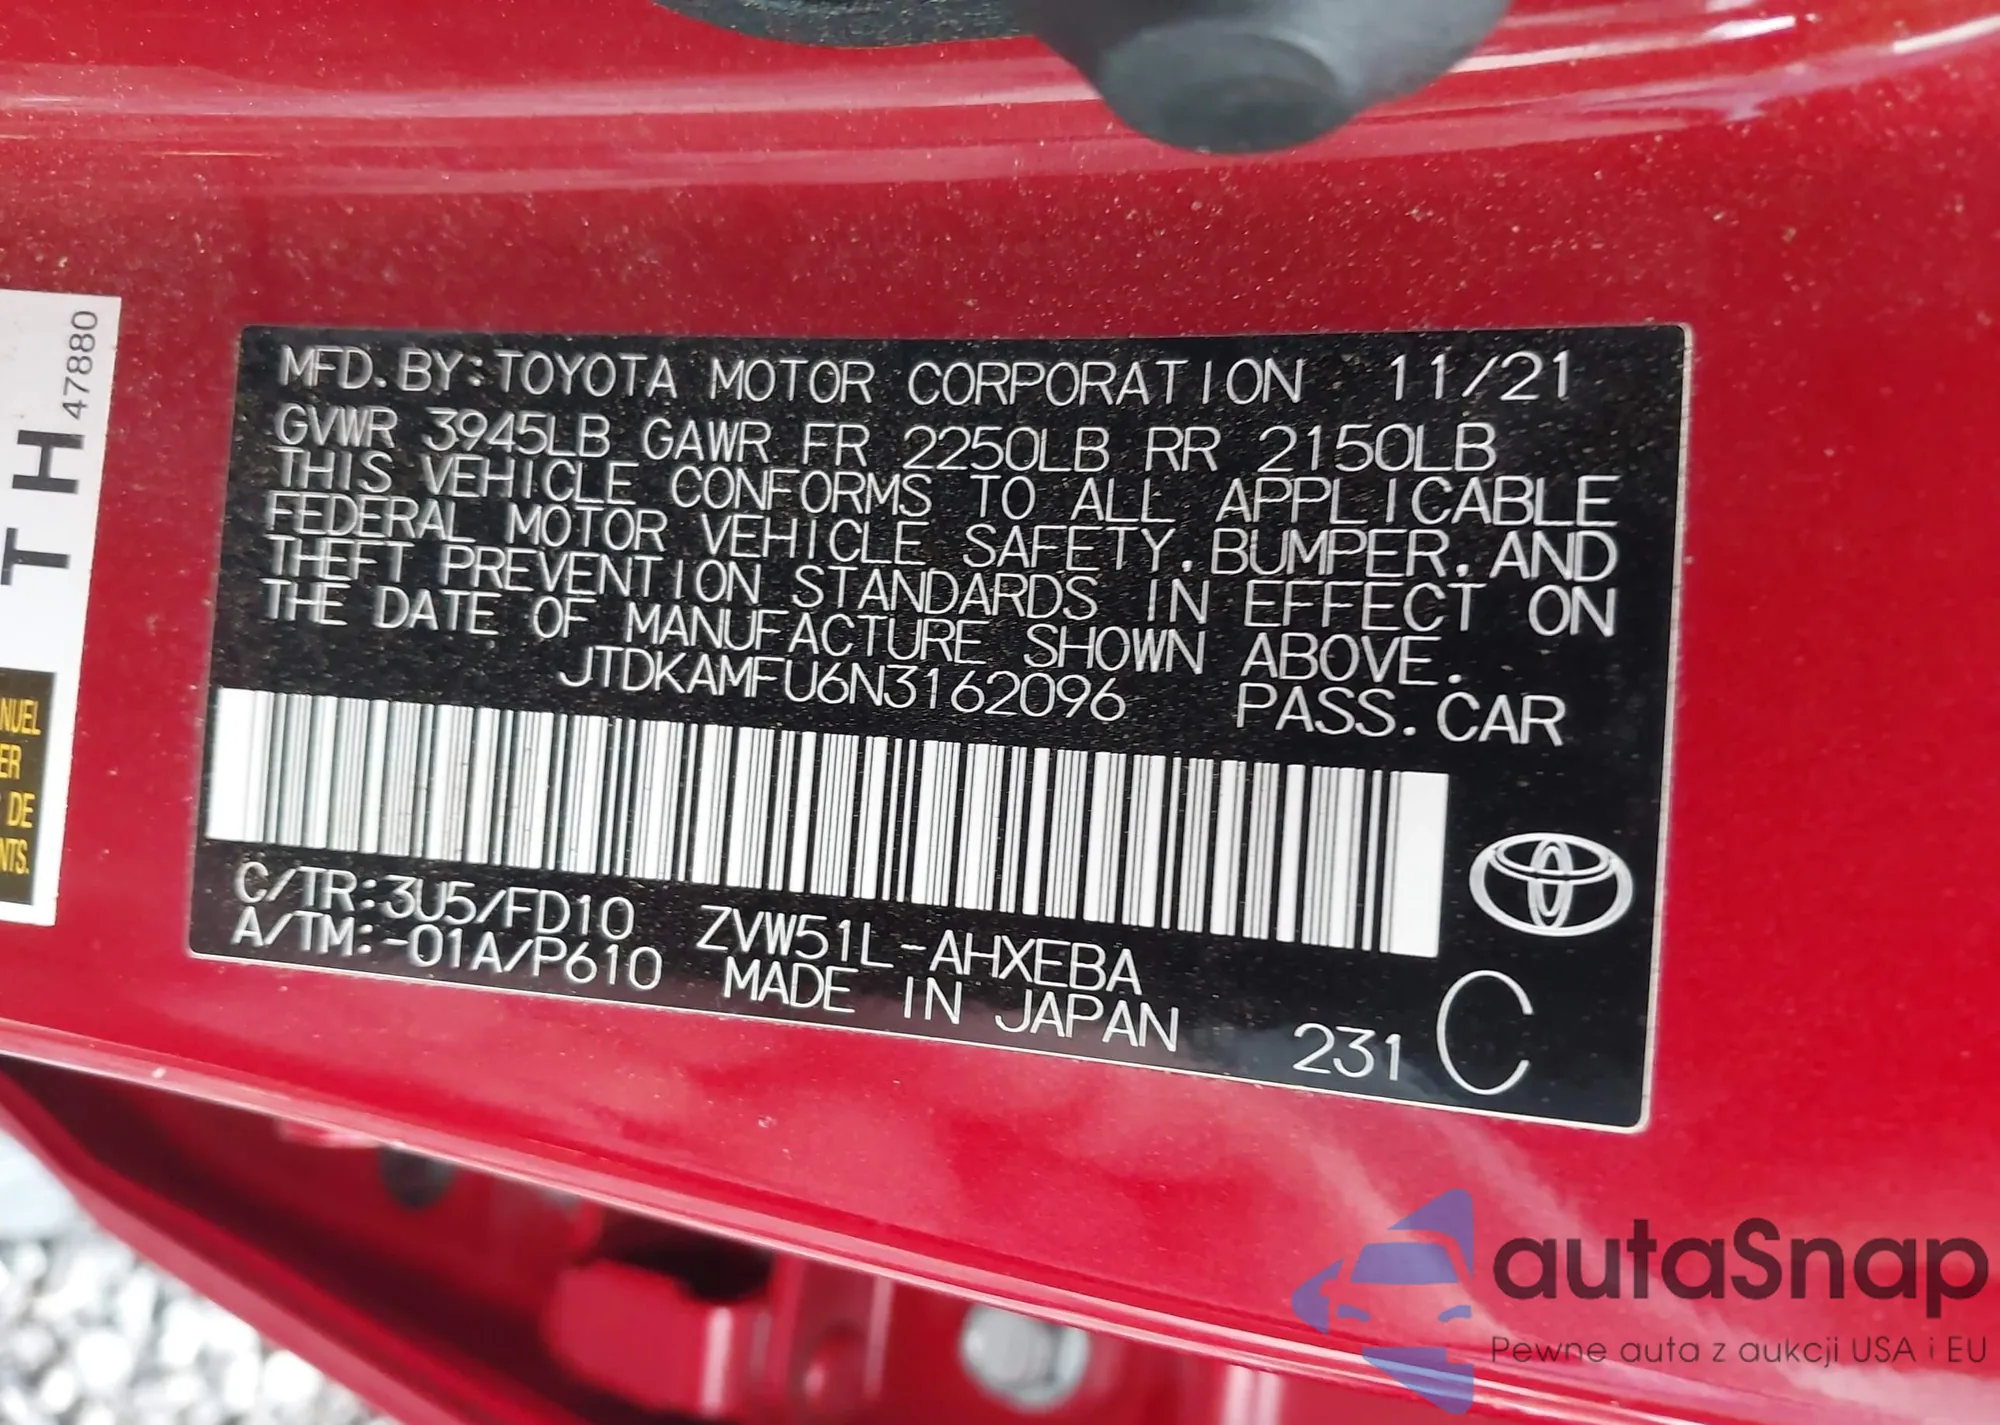 MFD.BY:TOYOTA MOTOR CORPORATION 11/21
GVWR 3945LB GAWR FR 2250LB RR 2150LB
THIS VEHICLE CONFORMS TO ALL APPLICABLE
FEDERAL MOTOR VEHICLE SAFETY,BUMPER,AND
THEFT PREVENTION STANDARDS IN EFFECT ON
THE DATE OF MANUFACTURE SHOWN ABOVE.
JTDKAMFU6N3162096 PASS.CAR
C/TR:3U5/FD10 ZVW51L-AHXEBA
A/TM:-01A/P610 MADE IN JAPAN 231 C
TH 47880
DE
autaSnap
Pewne auta z aukcji USA i EU